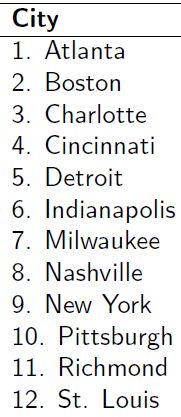 City
1. Atlanta
2. Boston
3. Charlotte
4. Cincinnati
5. Detroit
6. Indianapolis
7. Milwaukee
8. Nashville
9. New York
10. Pittsburgh
11. Richmond
12. St. Louis